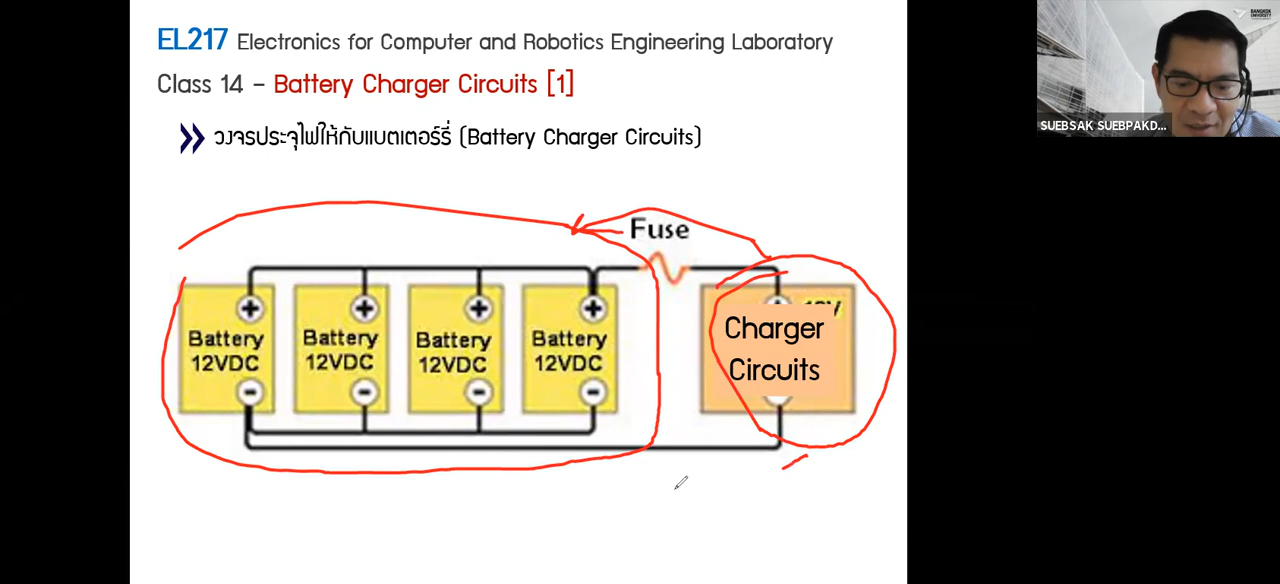 EL217 Electronics for Computer and Robotics Engineering Laboratory
Class 14 – Battery Charger Circuits [1]
วงจรประจุไฟให้กับแบตเตอร์รี่ (Battery Charger Circuits)
Fuse
+ + + +
Battery Battery Battery Battery
12VDC 12VDC 12VDC 12VDC
- - - -
Charger
Circuits
BANGKOK
UNIVERSITY
SUEBSAK SUEBPAKD...